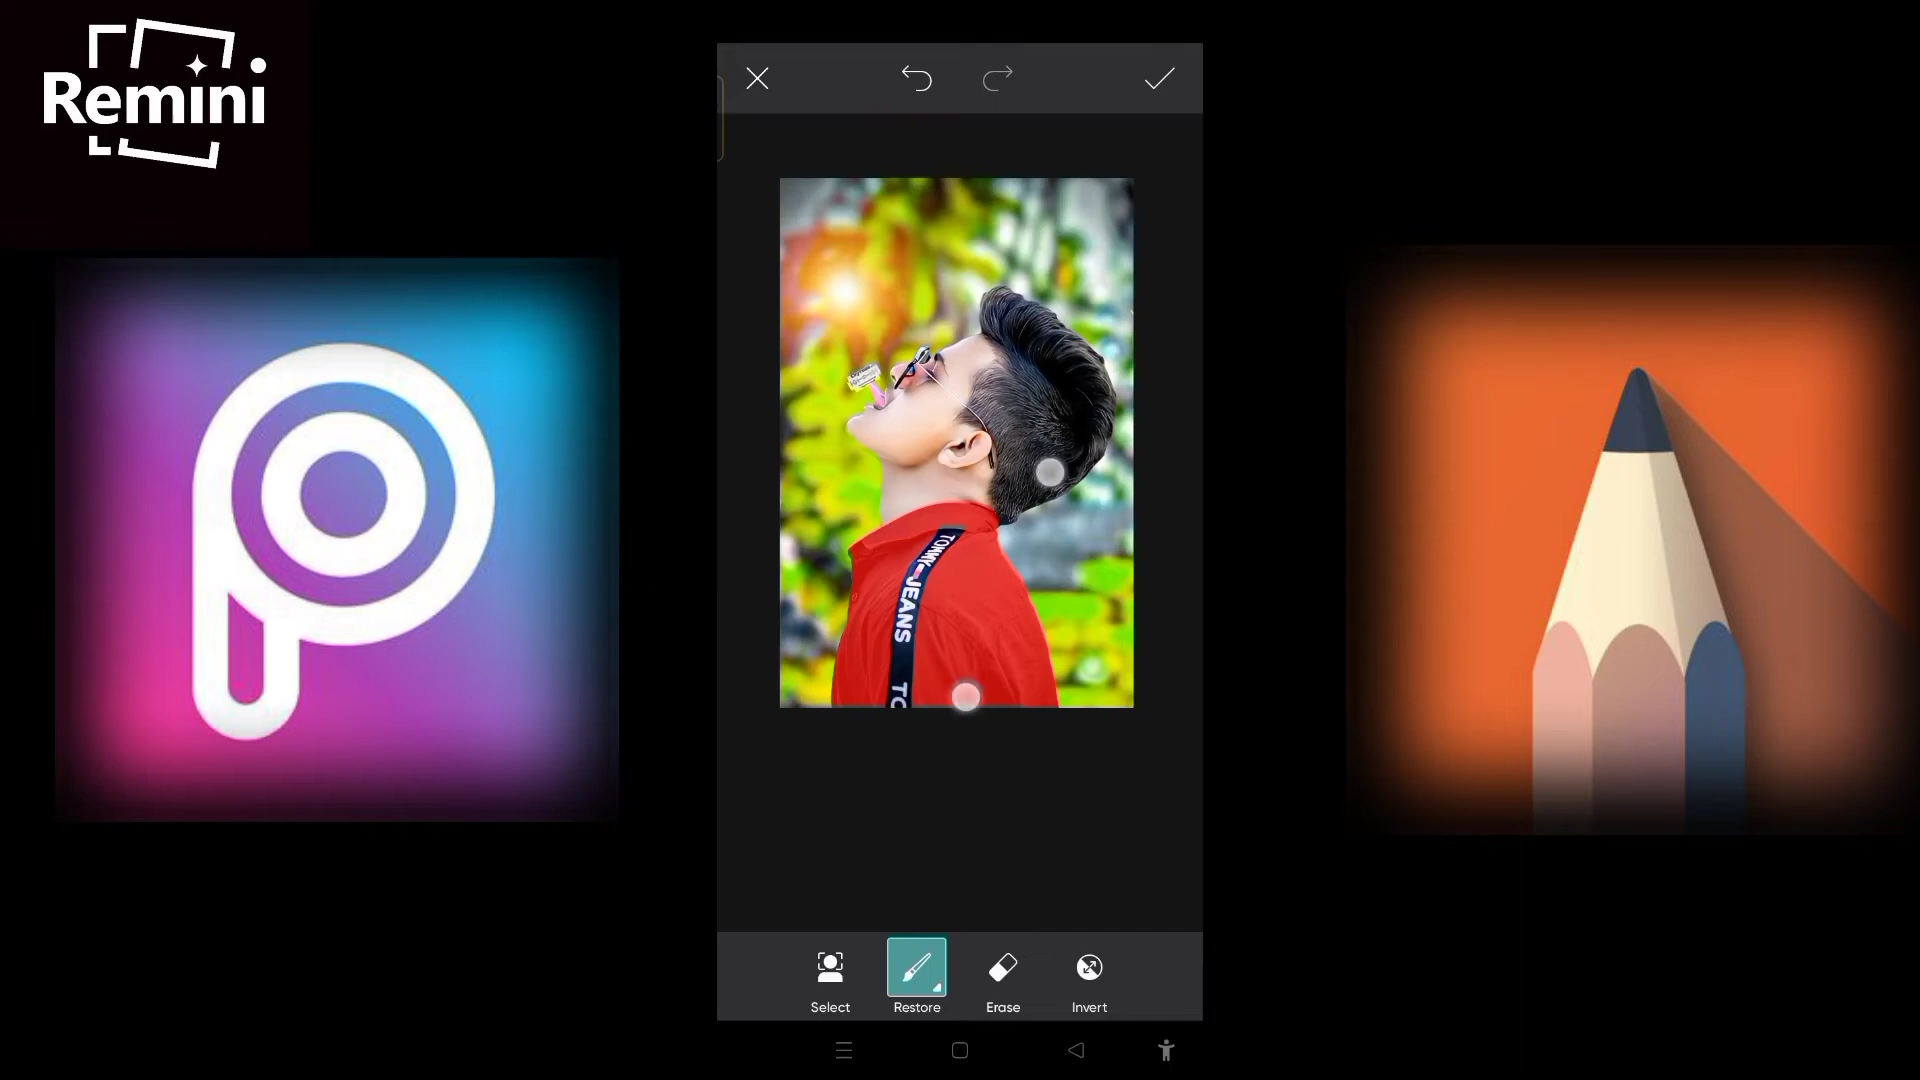 Remini
TOMMY JEANS
TO
Select
Restore
Erase
Invert